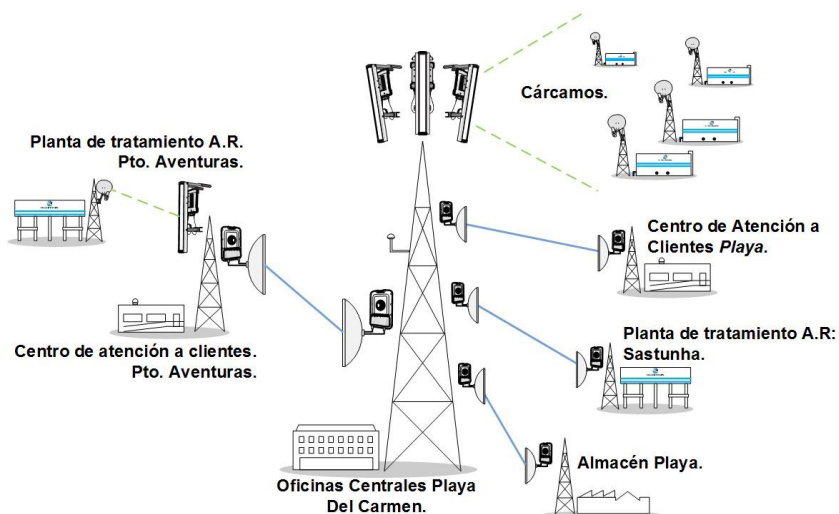 Cárcamos.
Planta de tratamiento A.R.
Pto. Aventuras.
Centro de Atención a
Clientes Playa.
Planta de tratamiento A.R:
Sastunha.
Centro de atención a clientes.
Pto. Aventuras.
Almacén Playa.
Oficinas Centrales Playa
Del Carmen.